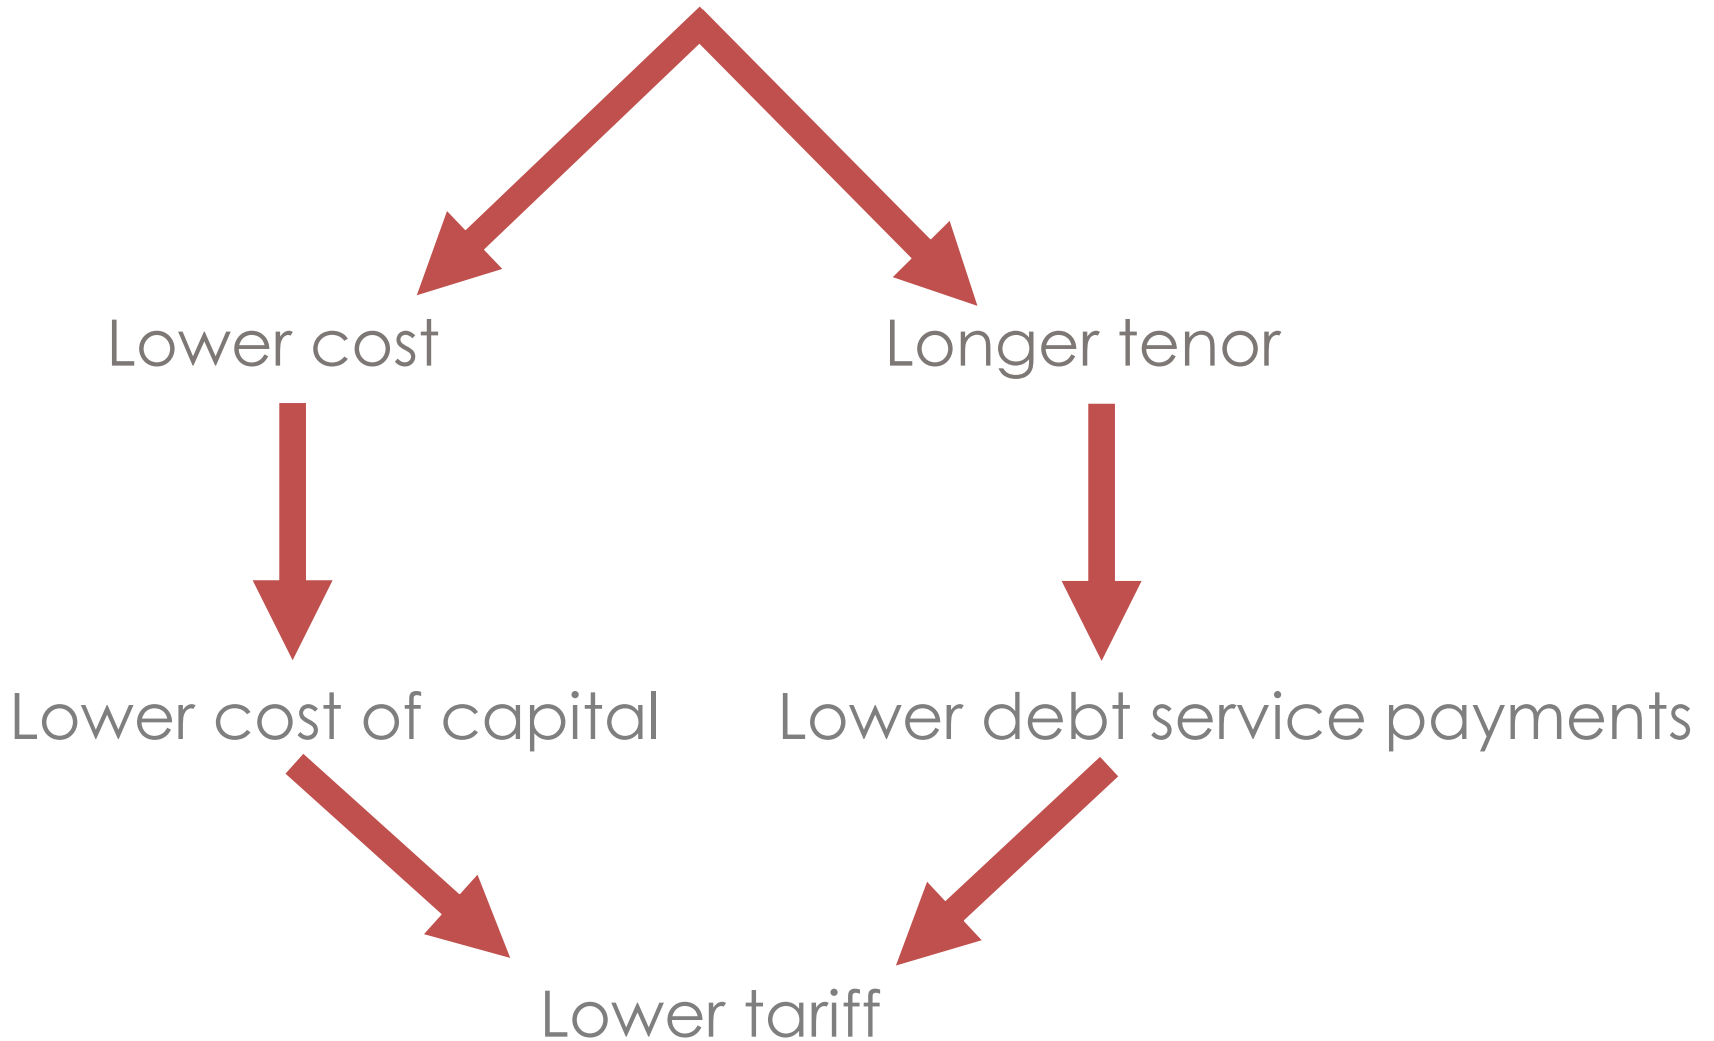 Lower cost
Longer tenor
Lower cost of capital
Lower debt service payments
Lower tariff